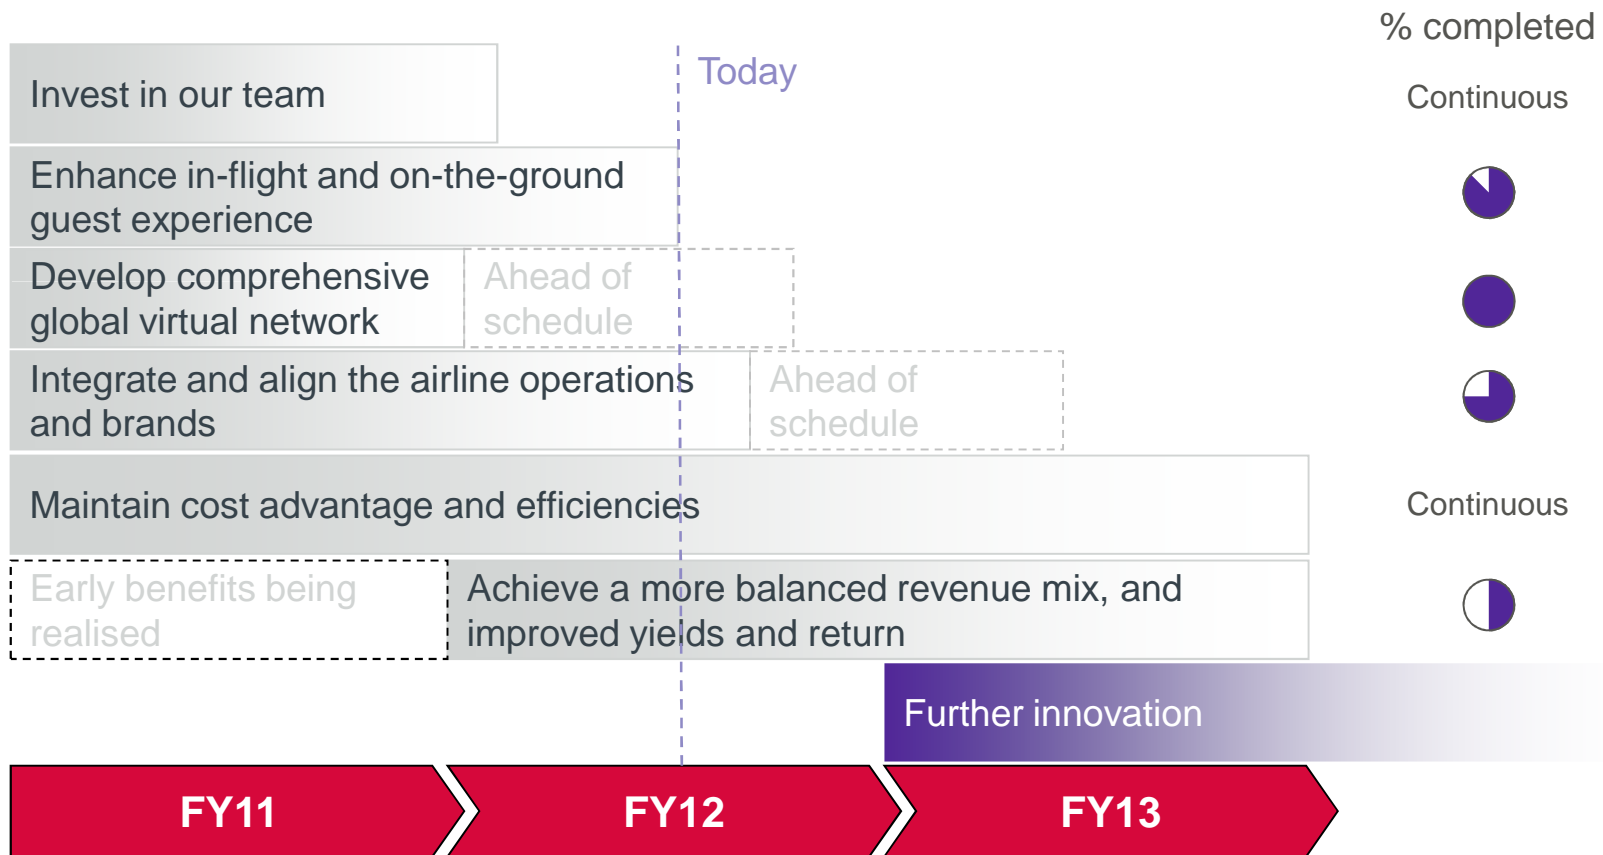 % completed
Today
Invest in our team
Continuous
Enhance in-flight and on-the-ground
guest experience
Develop comprehensive
global virtual network
Ahead of
schedule
Integrate and align the airline operations
and brands
Ahead of
schedule
Maintain cost advantage and efficiencies
Continuous
Early benefits being
realised
Achieve a more balanced revenue mix, and
improved yields and return
Further innovation
FY11
FY12
FY13